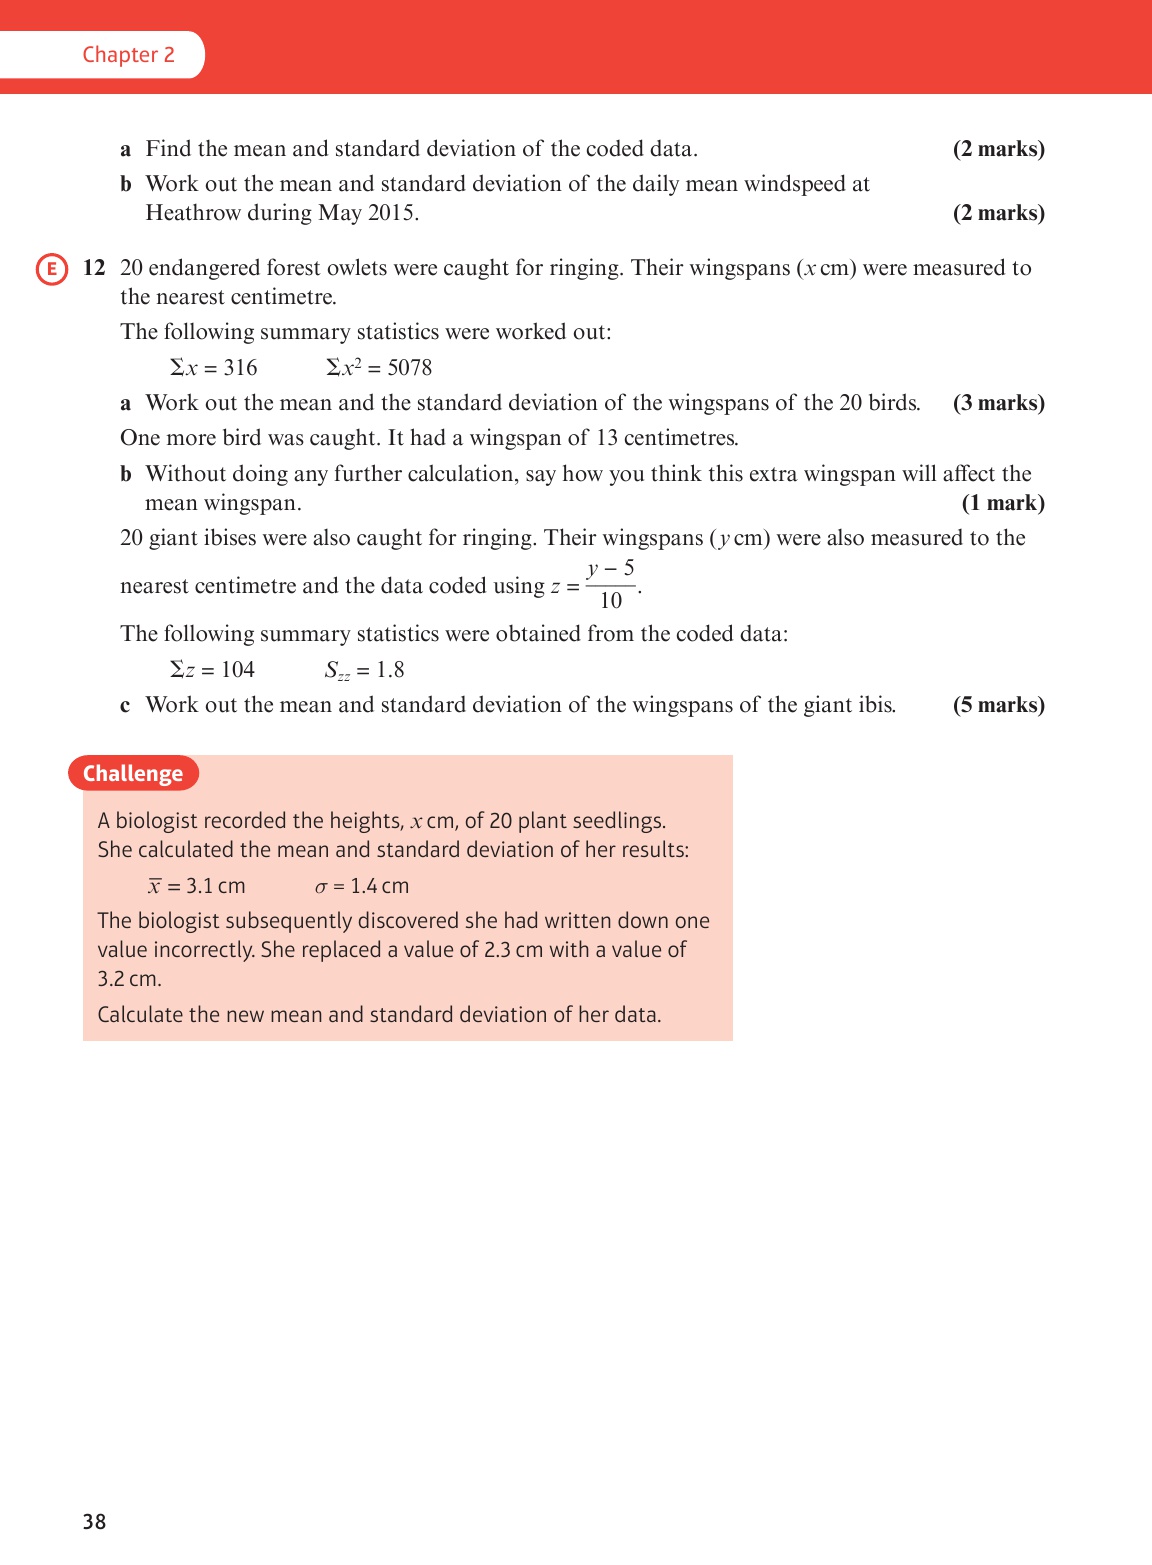 Chapter 2
a Find the mean and standard deviation of the coded data. (2 marks)
b Work out the mean and standard deviation of the daily mean windspeed at
Heathrow during May 2015. (2 marks)
E 12 20 endangered forest owlets were caught for ringing. Their wingspans (x cm) were measured to
the nearest centimetre.
The following summary statistics were worked out:
Σx = 316 Σx² = 5078
a Work out the mean and the standard deviation of the wingspans of the 20 birds. (3 marks)
One more bird was caught. It had a wingspan of 13 centimetres.
b Without doing any further calculation, say how you think this extra wingspan will affect the
mean wingspan. (1 mark)
20 giant ibises were also caught for ringing. Their wingspans (y cm) were also measured to the
nearest centimetre and the data coded using z = (y − 5)/10.
The following summary statistics were obtained from the coded data:
Σz = 104 S_zz = 1.8
c Work out the mean and standard deviation of the wingspans of the giant ibis. (5 marks)
Challenge
A biologist recorded the heights, x cm, of 20 plant seedlings.
She calculated the mean and standard deviation of her results:
x̅ = 3.1 cm σ = 1.4 cm
The biologist subsequently discovered she had written down one
value incorrectly. She replaced a value of 2.3 cm with a value of
3.2 cm.
Calculate the new mean and standard deviation of her data.
38